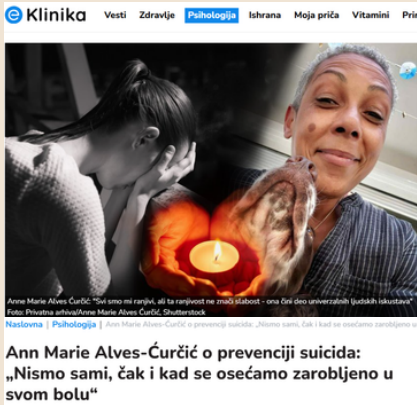 eKlinika Vesti Zdravlje Psihologija Ishrana Moja priča Vitamini
Anne Marie Alves Ćurčić: "Svi smo mi ranjivi, ali ta ranjivost ne znači slabost - ona čini deo univerzalnih ljudskih iskustava"
Foto: Privatna arhiva/Anne Marie Alves Ćurčić, Shutterstock
Naslovna | Psihologija | Ann Marie Alves-Ćurčić o prevenciji suicida: „Nismo sami, čak i kad se osećamo zarobljeno u
Ann Marie Alves-Ćurčić o prevenciji suicida:
„Nismo sami, čak i kad se osećamo zarobljeno u
svom bolu“